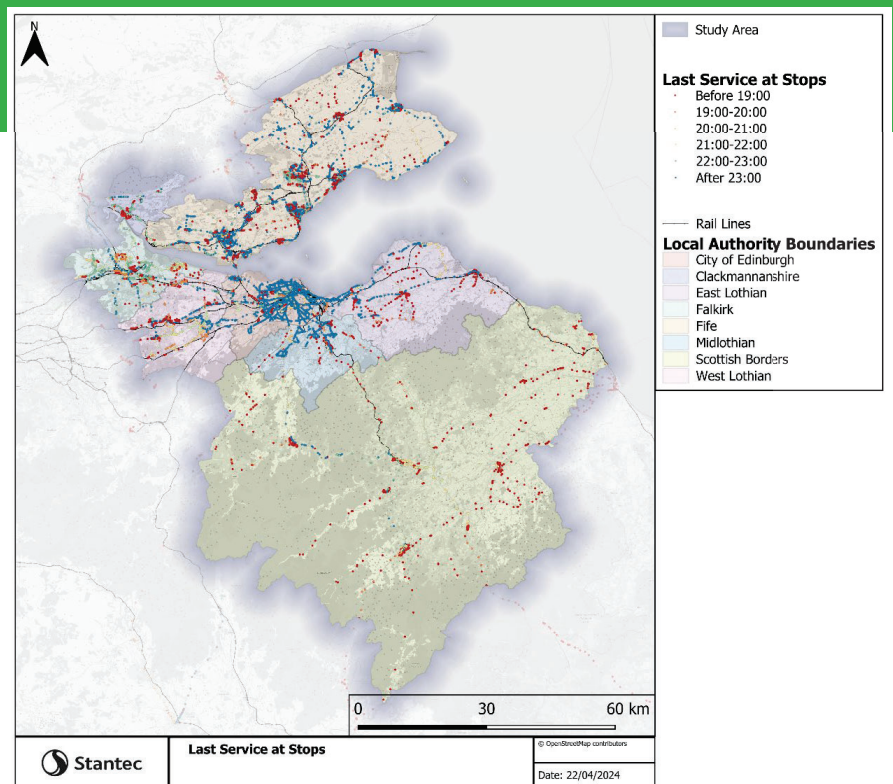 N
Study Area
Last Service at Stops
Before 19:00
19:00-20:00
20:00-21:00
21:00-22:00
22:00-23:00
After 23:00
Rail Lines
Local Authority Boundaries
City of Edinburgh
Clackmannanshire
East Lothian
Falkirk
Fife
Midlothian
Scottish Borders
West Lothian
0 30 60 km
Stantec
Last Service at Stops
© OpenStreetMap contributors
Date: 22/04/2024